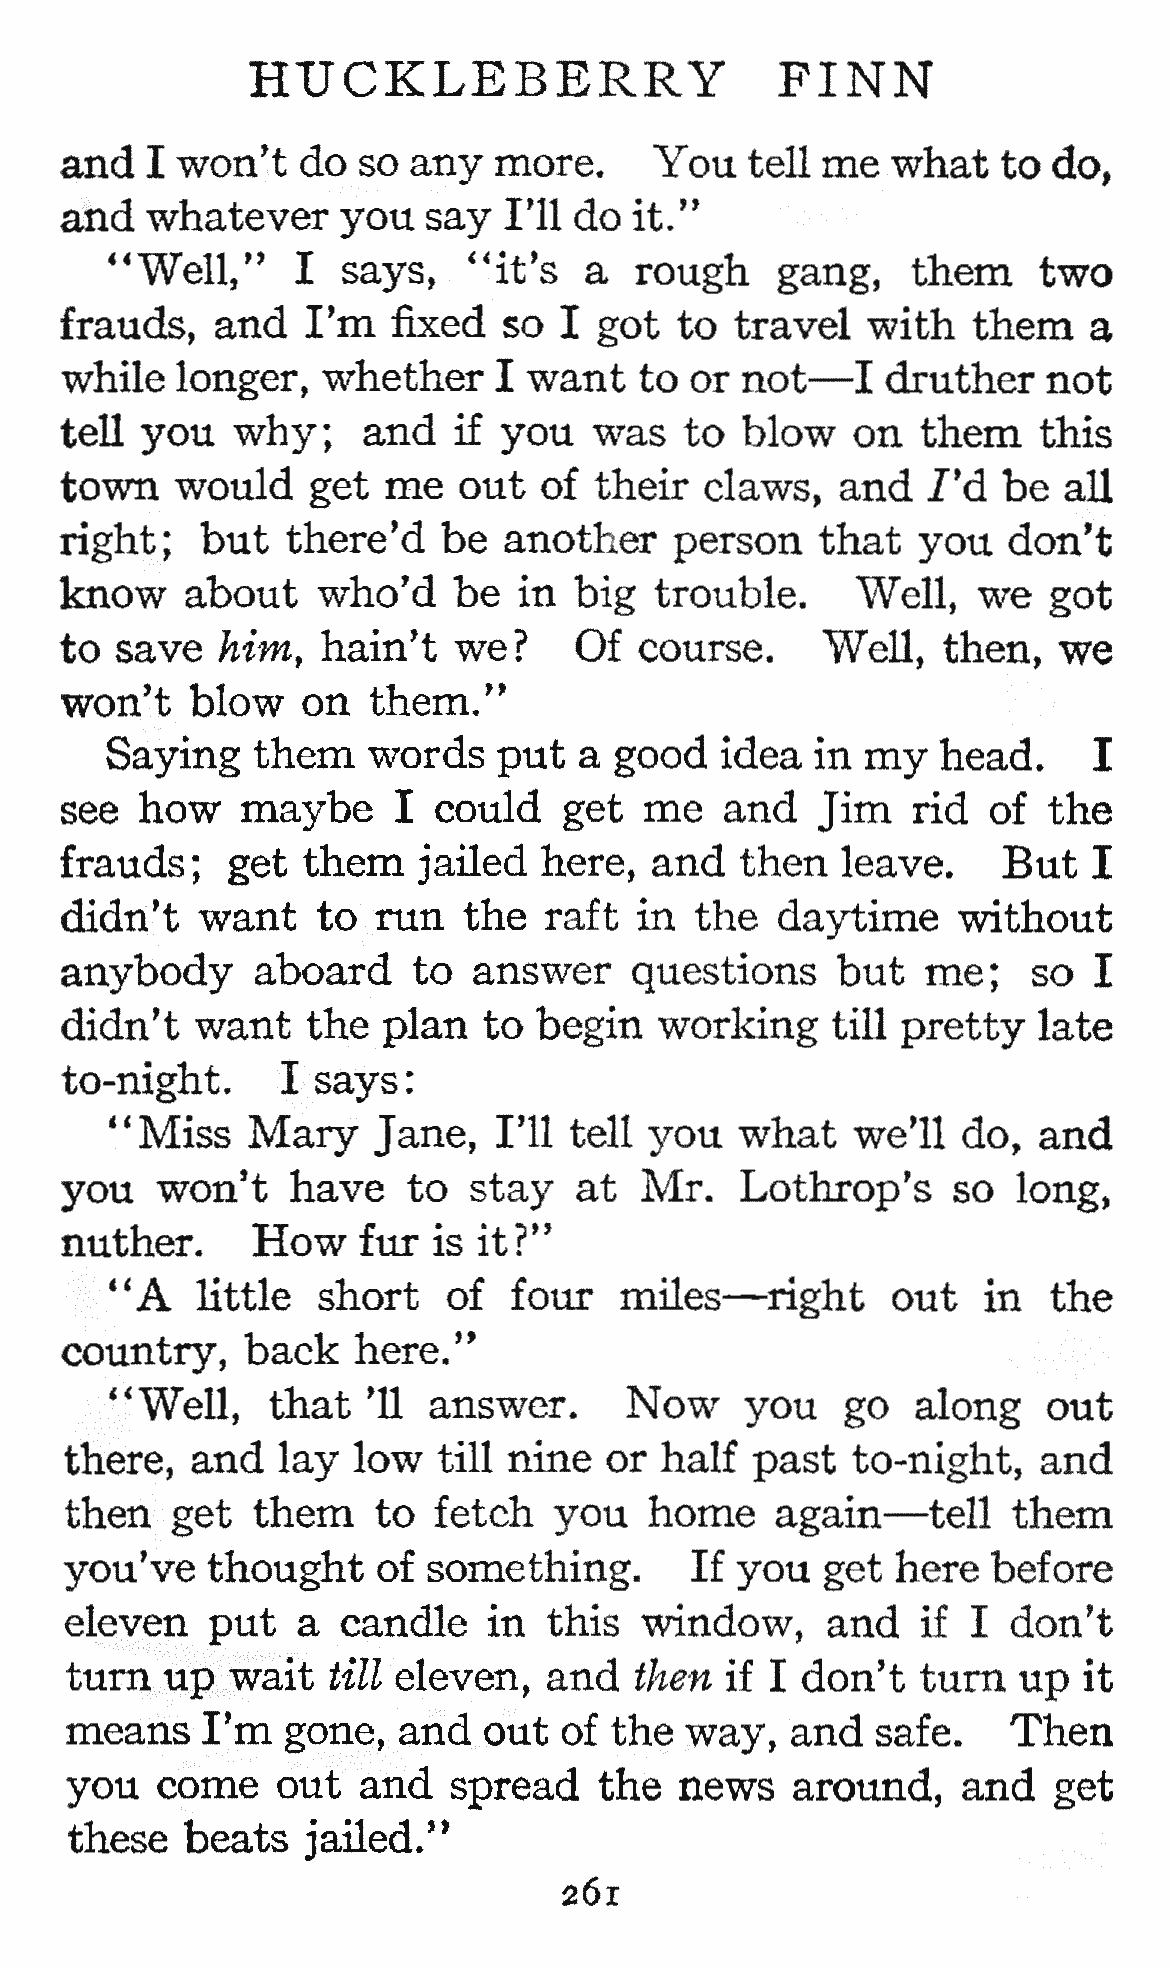 HUCKLEBERRY FINN
and I won't do so any more. You tell me what to do,
and whatever you say I'll do it."
"Well," I says, "it's a rough gang, them two
frauds, and I'm fixed so I got to travel with them a
while longer, whether I want to or not—I druther not
tell you why; and if you was to blow on them this
town would get me out of their claws, and I'd be all
right; but there'd be another person that you don't
know about who'd be in big trouble. Well, we got
to save him, hain't we? Of course. Well, then, we
won't blow on them."
Saying them words put a good idea in my head. I
see how maybe I could get me and Jim rid of the
frauds; get them jailed here, and then leave. But I
didn't want to run the raft in the daytime without
anybody aboard to answer questions but me; so I
didn't want the plan to begin working till pretty late
to-night. I says:
"Miss Mary Jane, I'll tell you what we'll do, and
you won't have to stay at Mr. Lothrop's so long,
nuther. How fur is it?"
"A little short of four miles—right out in the
country, back here."
"Well, that 'll answer. Now you go along out
there, and lay low till nine or half past to-night, and
then get them to fetch you home again—tell them
you've thought of something. If you get here before
eleven put a candle in this window, and if I don't
turn up wait till eleven, and then if I don't turn up it
means I'm gone, and out of the way, and safe. Then
you come out and spread the news around, and get
these beats jailed."
261